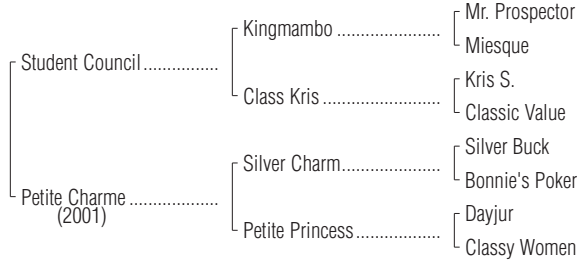 Mr. Prospector
Kingmambo ....................
Miesque
Student Council ...............
Kris S.
Class Kris .......................
Classic Value
Silver Buck
Silver Charm....................
Bonnie's Poker
Petite Charme ..................
(2001)
Dayjur
Petite Princess.................
Classy Women